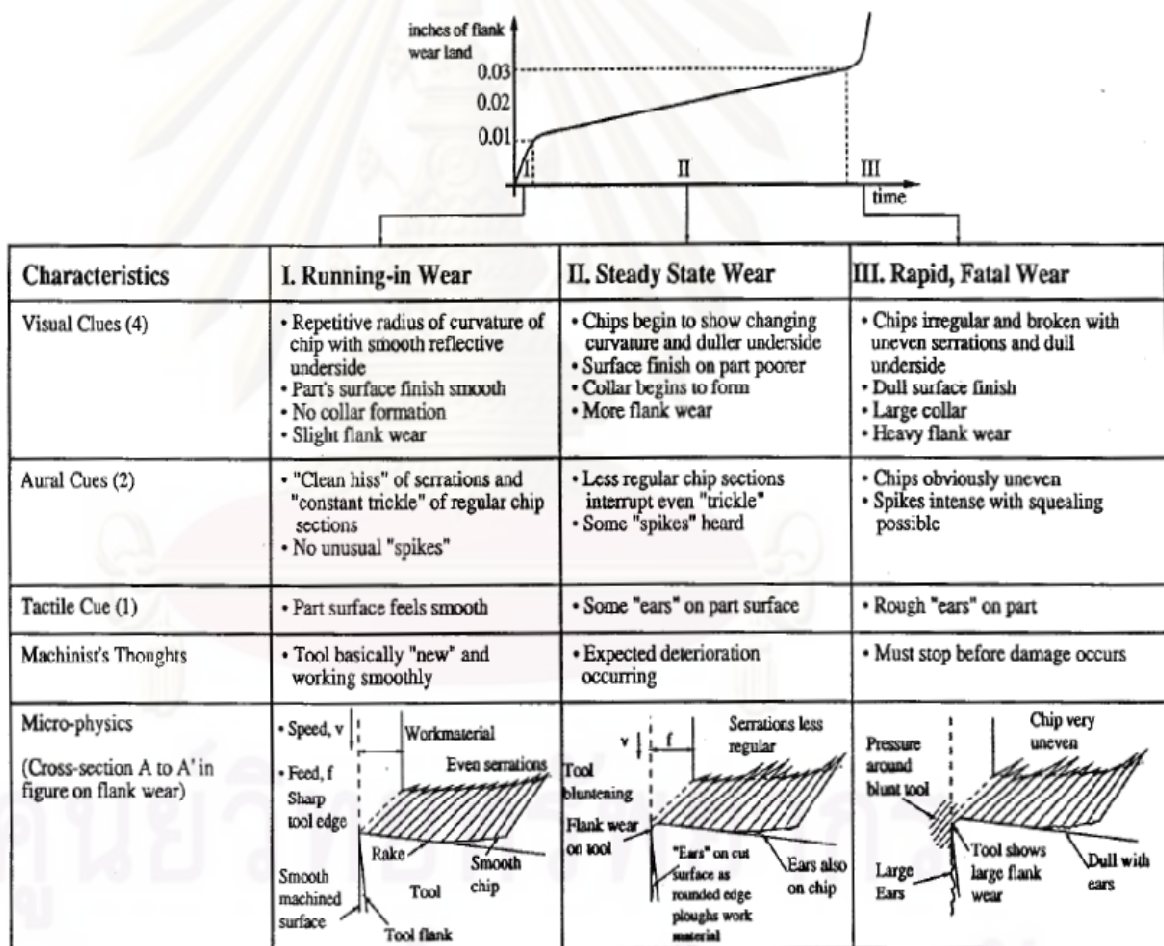 inches of flank
wear land
0.03
0.02
0.01
I
II
III
time
Characteristics
I. Running-in Wear
II. Steady State Wear
III. Rapid, Fatal Wear
Visual Clues (4)
• Repetitive radius of curvature of
chip with smooth reflective
underside
• Part's surface finish smooth
• No collar formation
• Slight flank wear
• Chips begin to show changing
curvature and duller underside
• Surface finish on part poorer
• Collar begins to form
• More flank wear
• Chips irregular and broken with
uneven serrations and dull
underside
• Dull surface finish
• Large collar
• Heavy flank wear
Aural Cues (2)
• "Clean hiss" of serrations and
"constant trickle" of regular chip
sections
• No unusual "spikes"
• Less regular chip sections
interrupt even "trickle"
• Some "spikes" heard
• Chips obviously uneven
• Spikes intense with squealing
possible
Tactile Cue (1)
• Part surface feels smooth
• Some "ears" on part surface
• Rough "ears" on part
Machinist's Thoughts
• Tool basically "new" and
working smoothly
• Expected deterioration
occurring
• Must stop before damage occurs
Micro-physics
(Cross-section A to A' in
figure on flank wear)
• Speed, v
• Feed, f
Sharp
tool edge
Workmaterial
Even serrations
Rake
Smooth
chip
Smooth
machined
surface
Tool
Tool flank
v
f
Serrations less
regular
Tool
bluntening
Flank wear
on tool
"Ears" on cut
surface as
rounded edge
ploughs work
material
Ears also
on chip
Chip very
uneven
Pressure
around
blunt tool
Large
Ears
Tool shows
large flank
wear
Dull with
ears